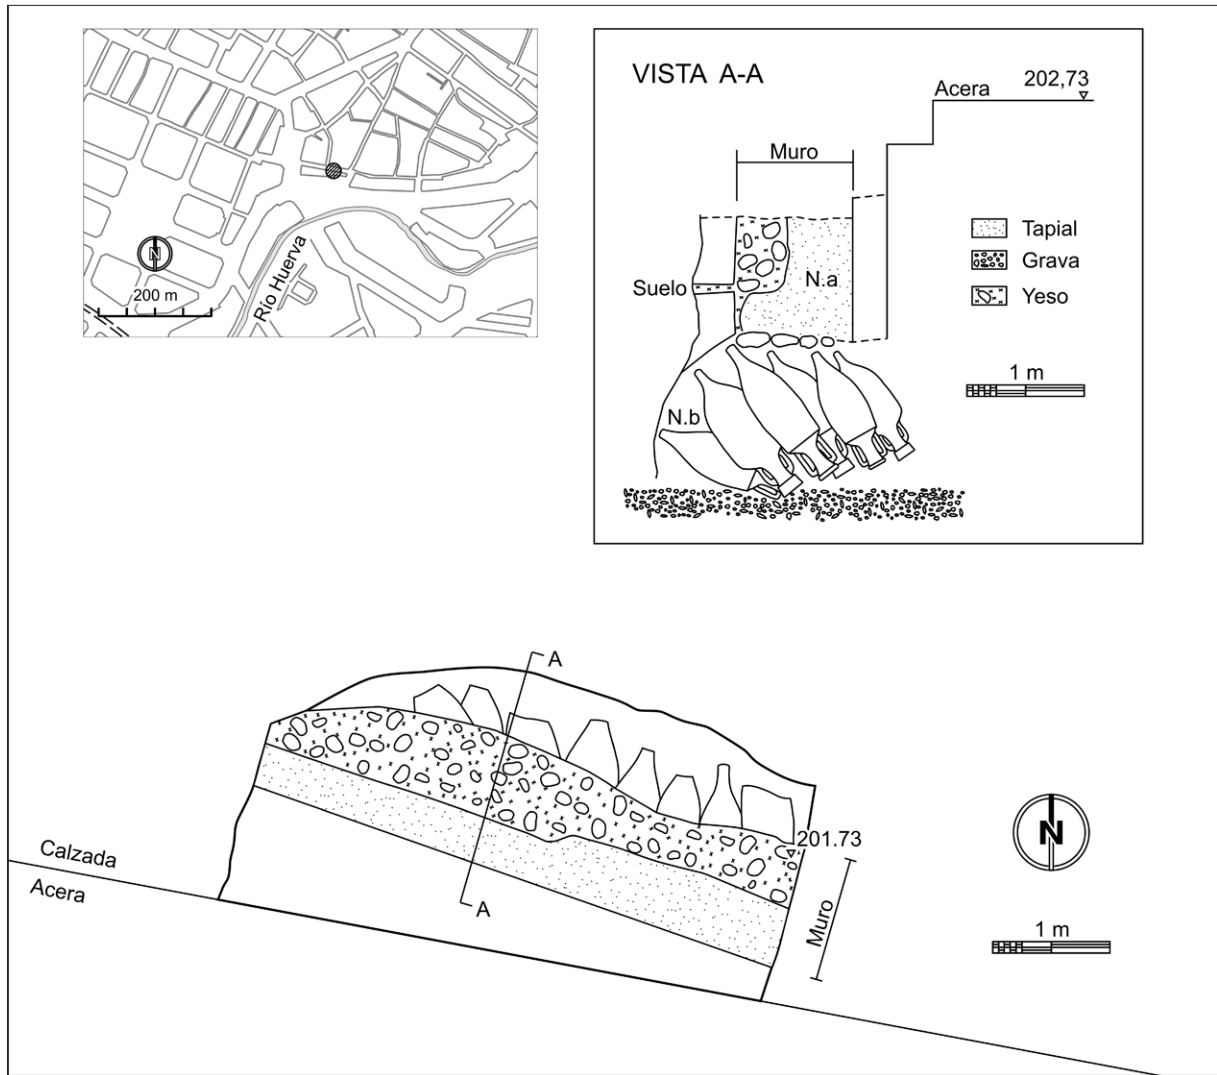 N
200 m
Río Huerva
VISTA A-A
Acera
202,73
Muro
Tapial
Grava
Yeso
N.a
Suelo
1 m
N.b
A
201.73
Calzada
Acera
A
Muro
N
1 m